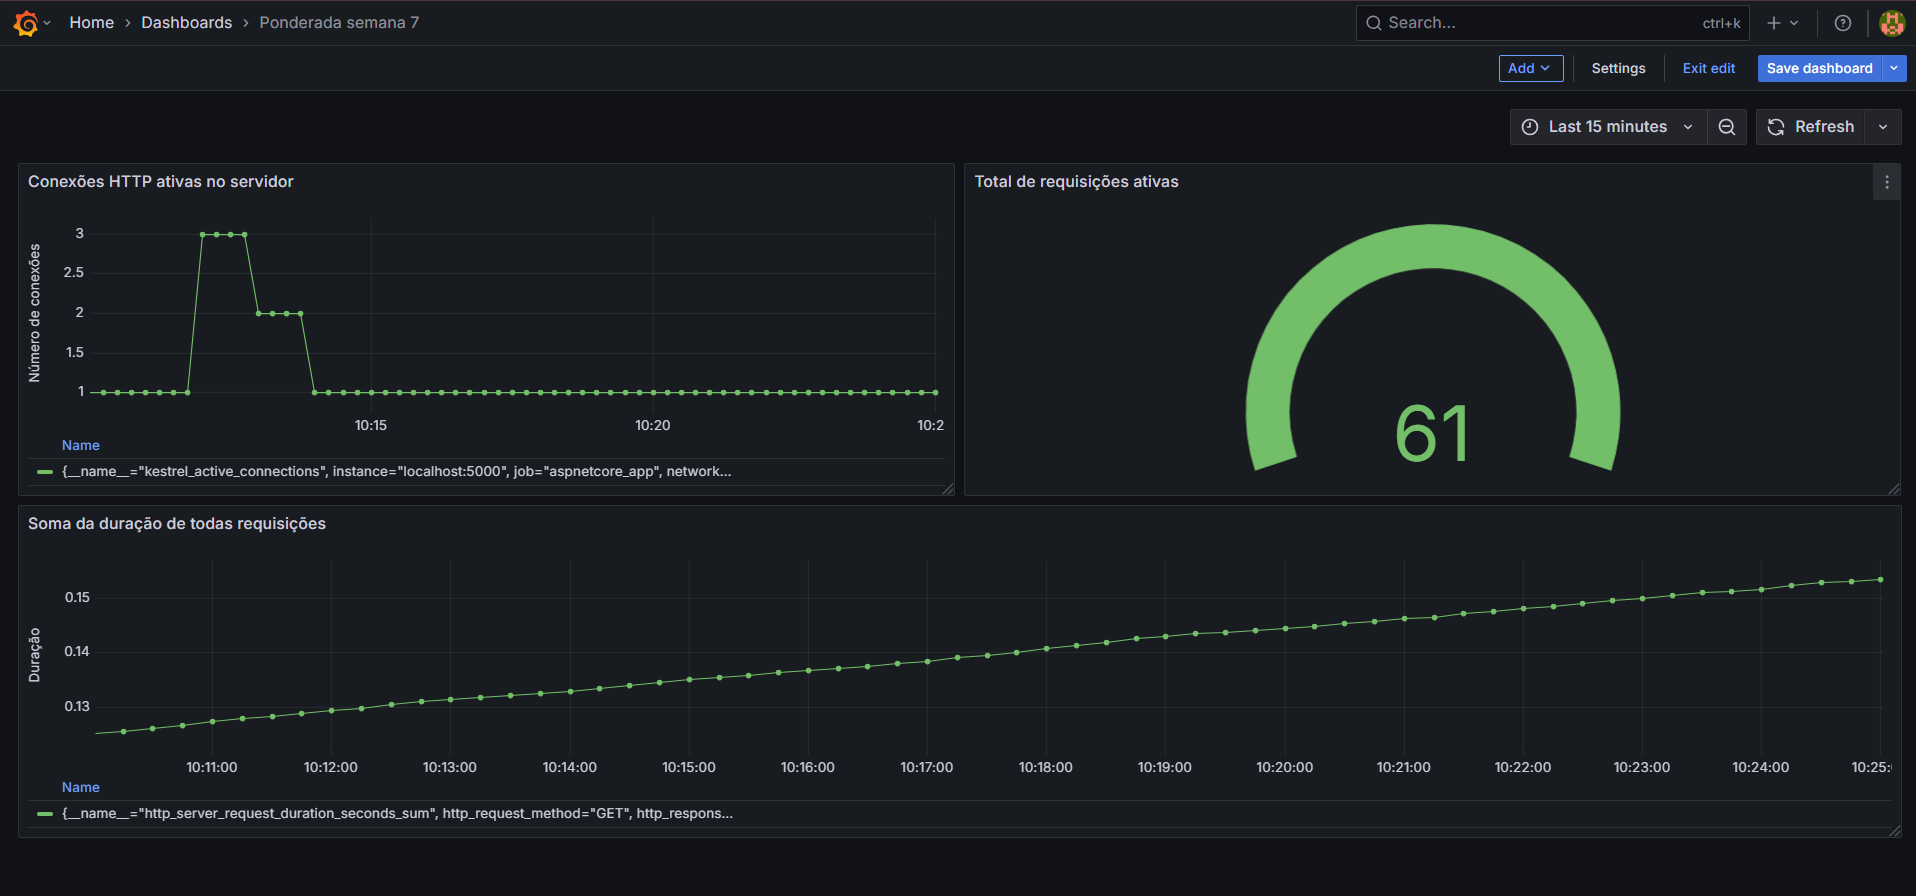 Home › Dashboards › Ponderada semana 7
Search... ctrl+k
Add Settings Exit edit Save dashboard
Last 15 minutes Refresh
Conexões HTTP ativas no servidor
Número de conexões
3
2.5
2
1.5
1
10:15 10:20 10:2
Name
{__name__="kestrel_active_connections", instance="localhost:5000", job="aspnetcore_app", network...
Total de requisições ativas
61
Soma da duração de todas requisições
Duração
0.15
0.14
0.13
10:11:00 10:12:00 10:13:00 10:14:00 10:15:00 10:16:00 10:17:00 10:18:00 10:19:00 10:20:00 10:21:00 10:22:00 10:23:00 10:24:00 10:25:
Name
{__name__="http_server_request_duration_seconds_sum", http_request_method="GET", http_respons...